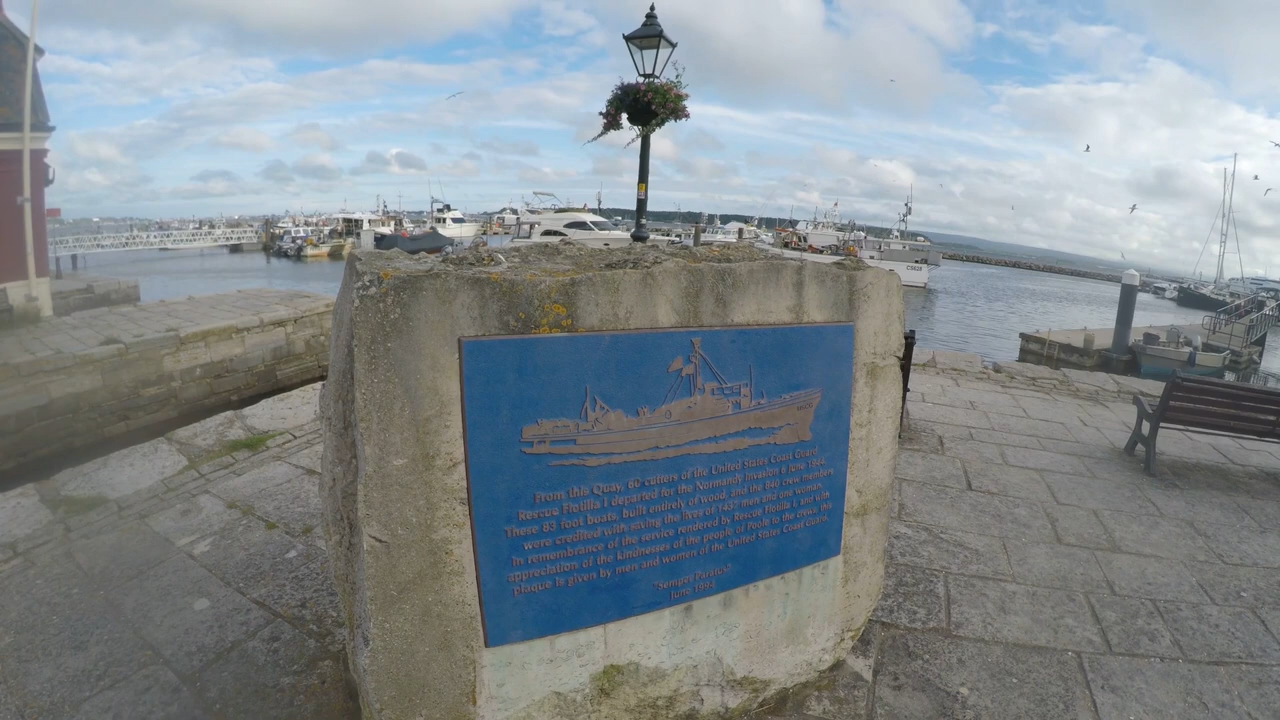 USCG
From this Quay, 60 cutters of the United States Coast Guard
Rescue Flotilla I departed for the Normandy invasion 6 June 1944.
These 83 foot boats, built entirely of wood, and the 840 crew members
were credited with saving the lives of 1437 men and one woman.
In remembrance of the service rendered by Rescue Flotilla I, and with
appreciation of the kindnesses of the people of Poole to the crews, this
plaque is given by men and women of the United States Coast Guard.
"Semper Paratus"
June 1994